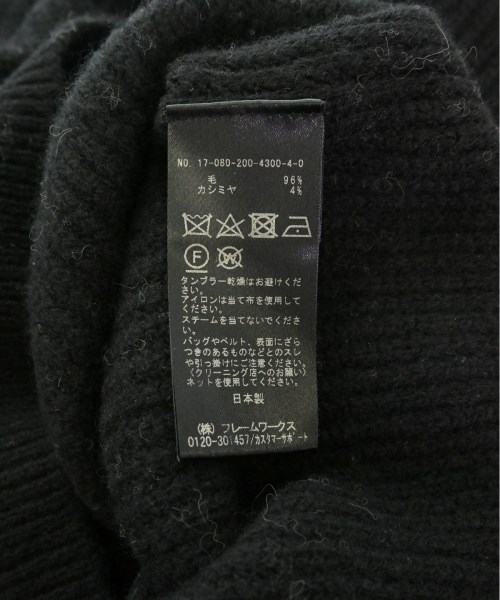 NO. 17-080-200-4300-4-0
毛 96%
カシミヤ 4%
F W
タンブラー乾燥はお避けくだ
さい。
アイロンは当て布を使用して
ください。
スチームを当てないでくださ
い。
バッグやベルト、表面にざら
つきのあるものなどとのスレ
や引っ掛けにご注意ください。
〈クリーニング店へのお願い〉
ネットを使用してください。
日本製
(株) フレームワークス
0120-301457/カスタマーサポート